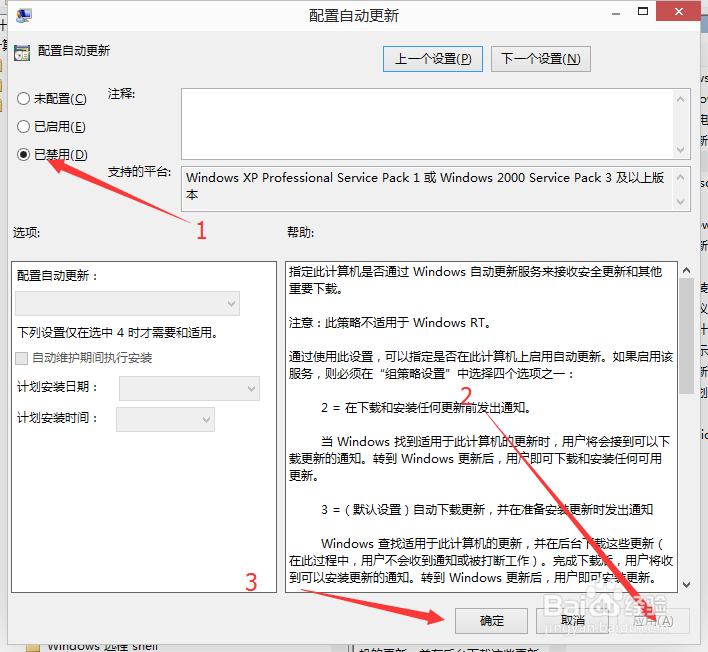 配置自动更新
配置自动更新
上一个设置(P)
下一个设置(N)
未配置(C)
注释:
已启用(E)
已禁用(D)
支持的平台:
Windows XP Professional Service Pack 1 或 Windows 2000 Service Pack 3 及以上版
本
1
选项:
帮助:
配置自动更新：
下列设置仅在选中 4 时才需要和适用。
自动维护期间执行安装
计划安装日期：
计划安装时间：
指定此计算机是否通过 Windows 自动更新服务来接收安全更新和其他
重要下载。
注意：此策略不适用于 Windows RT。
通过使用此设置，可以指定是否在此计算机上启用自动更新。如果启用该
服务，则必须在“组策略设置”中选择四个选项之一：
2
2 = 在下载和安装任何更新前发出通知。
当 Windows 找到适用于此计算机的更新时，用户将会接到可以下
载更新的通知。转到 Windows 更新后，用户即可下载和安装任何可用
更新。
3 =（默认设置）自动下载更新，并在准备安装更新时发出通知
Windows 查找适用于此计算机的更新，并在后台下载这些更新（
在此过程中，用户不会收到通知或被打断工作）。完成下载后，用户将收
到可以安装更新的通知。转到 Windows 更新后，用户即可安装更新。
3
确定
取消
应用(A)
Baidu经验
jingyan.baidu.com
Windows 远程 shell